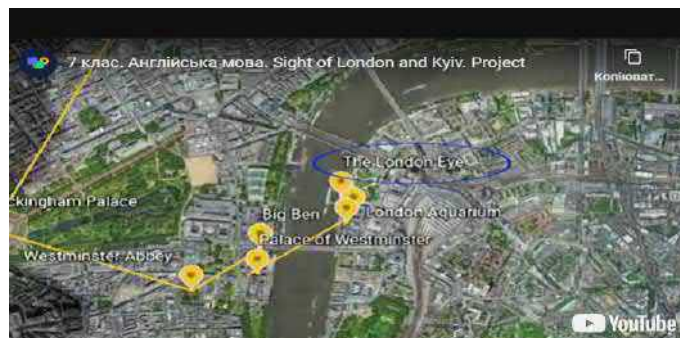 7 клас. Англійська мова. Sight of London and Kyiv. Project
Копіюват...
The London Eye
ckingham Palace
Big Ben
London Aquarium
Palace of Westminster
Westminster Abbey
YouTube